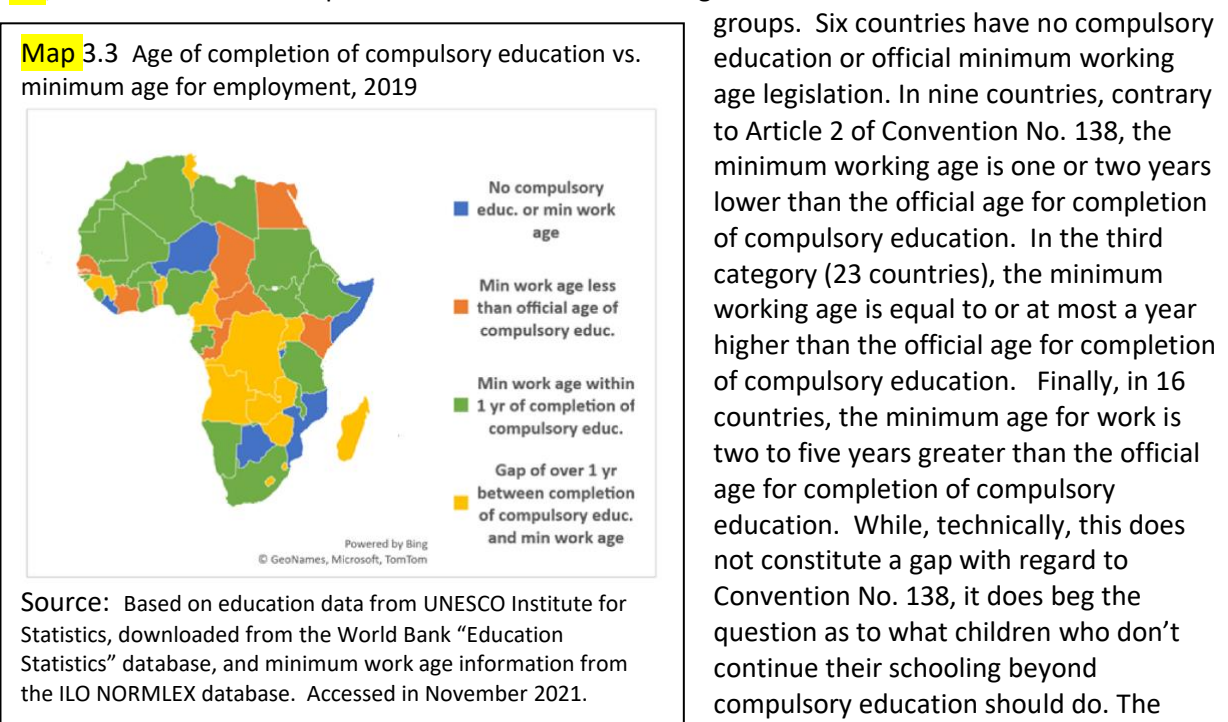 Map 3.3 Age of completion of compulsory education vs.
minimum age for employment, 2019
No compulsory
educ. or min work
age
Min work age less
than official age of
compulsory educ.
Min work age within
1 yr of completion of
compulsory educ.
Gap of over 1 yr
between completion
of compulsory educ.
and min work age
Powered by Bing
© GeoNames, Microsoft, TomTom
Source: Based on education data from UNESCO Institute for
Statistics, downloaded from the World Bank “Education
Statistics” database, and minimum work age information from
the ILO NORMLEX database. Accessed in November 2021.
groups. Six countries have no compulsory
education or official minimum working
age legislation. In nine countries, contrary
to Article 2 of Convention No. 138, the
minimum working age is one or two years
lower than the official age for completion
of compulsory education. In the third
category (23 countries), the minimum
working age is equal to or at most a year
higher than the official age for completion
of compulsory education. Finally, in 16
countries, the minimum age for work is
two to five years greater than the official
age for completion of compulsory
education. While, technically, this does
not constitute a gap with regard to
Convention No. 138, it does beg the
question as to what children who don’t
continue their schooling beyond
compulsory education should do. The